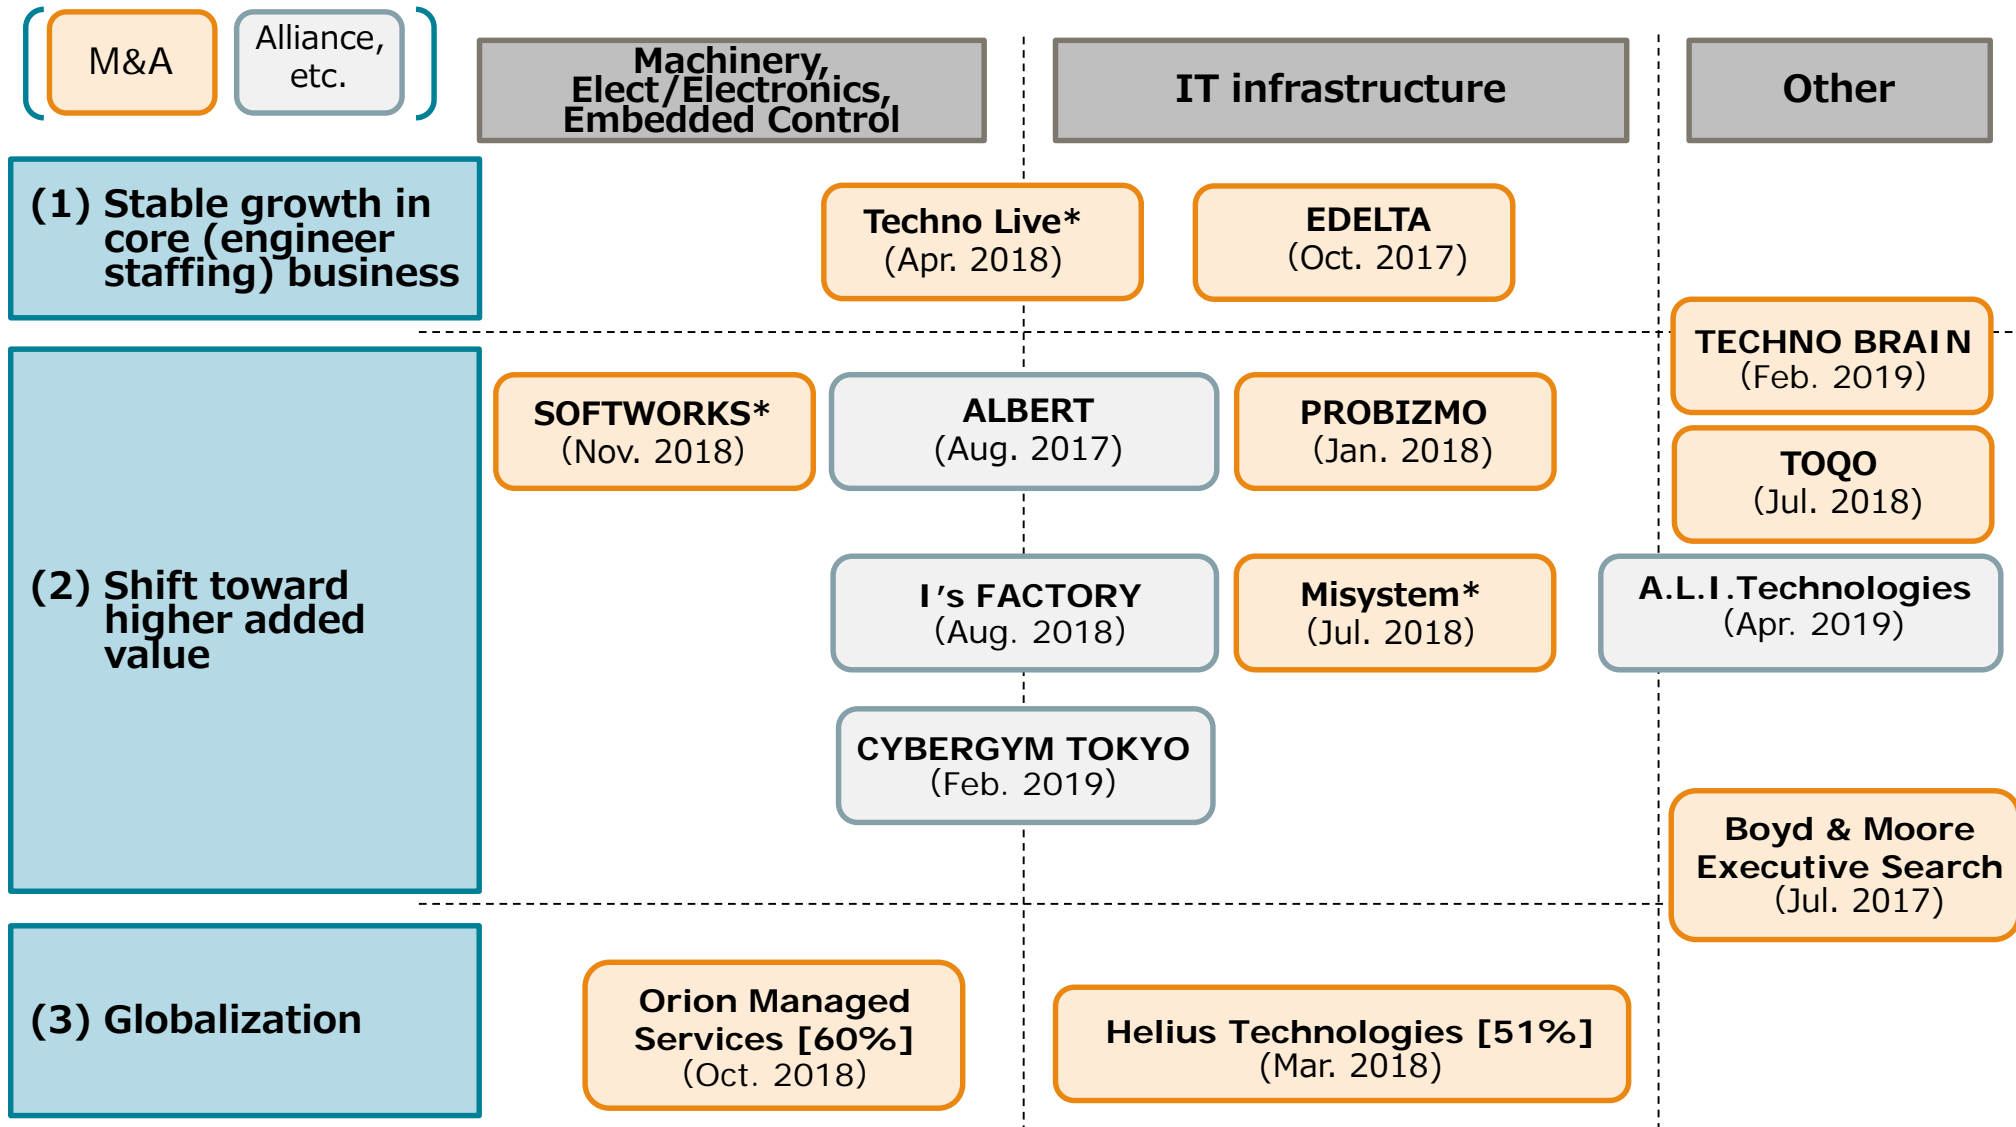 M&A
Alliance,
etc.
Machinery,
Elect/Electronics,
Embedded Control
IT infrastructure
Other
(1) Stable growth in
core (engineer
staffing) business
Techno Live*
(Apr. 2018)
EDELTA
(Oct. 2017)
TECHNO BRAIN
(Feb. 2019)
(2) Shift toward
higher added
value
SOFTWORKS*
(Nov. 2018)
ALBERT
(Aug. 2017)
PROBIZMO
(Jan. 2018)
TOQO
(Jul. 2018)
I's FACTORY
(Aug. 2018)
Misystem*
(Jul. 2018)
A.L.I.Technologies
(Apr. 2019)
CYBERGYM TOKYO
(Feb. 2019)
Boyd & Moore
Executive Search
(Jul. 2017)
(3) Globalization
Orion Managed
Services [60%]
(Oct. 2018)
Helius Technologies [51%]
(Mar. 2018)